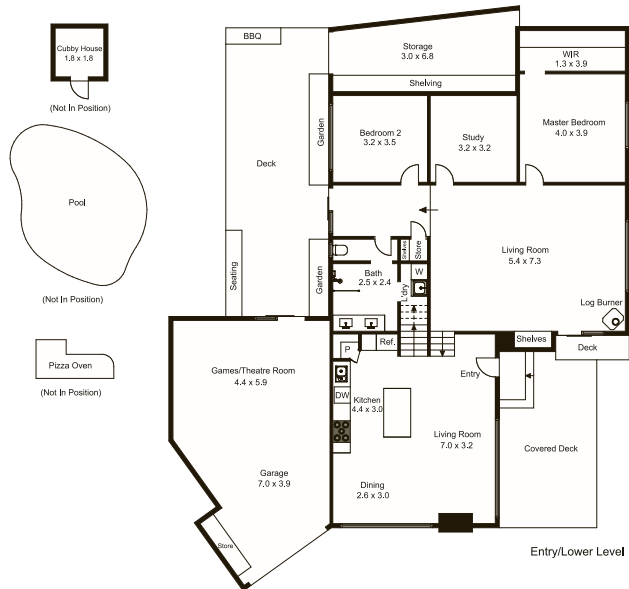 BBQ
Cubby House
1.8 x 1.8
(Not In Position)
Storage
3.0 x 6.8
Shelving
WIR
1.3 x 3.9
Garden
Bedroom 2
3.2 x 3.5
Study
3.2 x 3.2
Master Bedroom
4.0 x 3.9
Deck
Pool
(Not In Position)
Seating
Garden
Shelves
Store
Living Room
5.4 x 7.3
Bath
2.5 x 2.4
L'dry
W
Log Burner
Pizza Oven
(Not In Position)
P
Ref.
Shelves
Deck
Games/Theatre Room
4.4 x 5.9
Entry
DW
Kitchen
4.4 x 3.0
Living Room
7.0 x 3.2
Covered Deck
Garage
7.0 x 3.9
Dining
2.6 x 3.0
Store
Entry/Lower Level